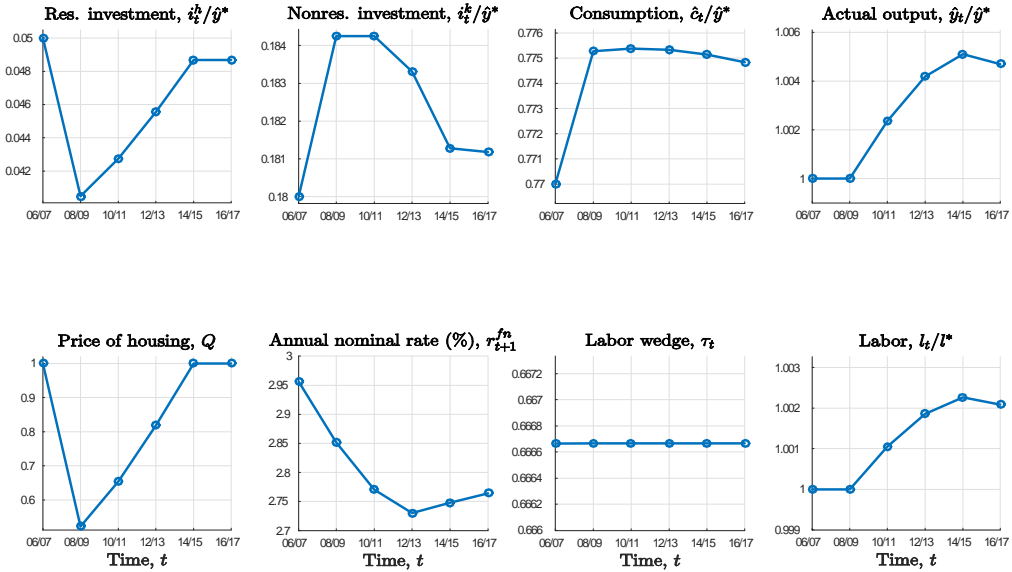 Res. investment, $i_t^h/\hat{y}^*$
0.05
0.048
0.046
0.044
0.042
06/07 08/09 10/11 12/13 14/15 16/17
Nonres. investment, $i_t^k/\hat{y}^*$
0.184
0.183
0.182
0.181
0.18
06/07 08/09 10/11 12/13 14/15 16/17
Consumption, $\hat{c}_t/\hat{y}^*$
0.776
0.775
0.774
0.773
0.772
0.771
0.77
06/07 08/09 10/11 12/13 14/15 16/17
Actual output, $\hat{y}_t/\hat{y}^*$
1.006
1.004
1.002
1
06/07 08/09 10/11 12/13 14/15 16/17
Price of housing, $Q$
1
0.9
0.8
0.7
0.6
06/07 08/09 10/11 12/13 14/15 16/17
Time, $t$
Annual nominal rate (%), $r_{t+1}^{fn}$
3
2.95
2.9
2.85
2.8
2.75
2.7
06/07 08/09 10/11 12/13 14/15 16/17
Time, $t$
Labor wedge, $\tau_t$
0.6672
0.667
0.6668
0.6666
0.6664
0.6662
0.666
06/07 08/09 10/11 12/13 14/15 16/17
Time, $t$
Labor, $l_t/l^*$
1.003
1.002
1.001
1
0.999
06/07 08/09 10/11 12/13 14/15 16/17
Time, $t$